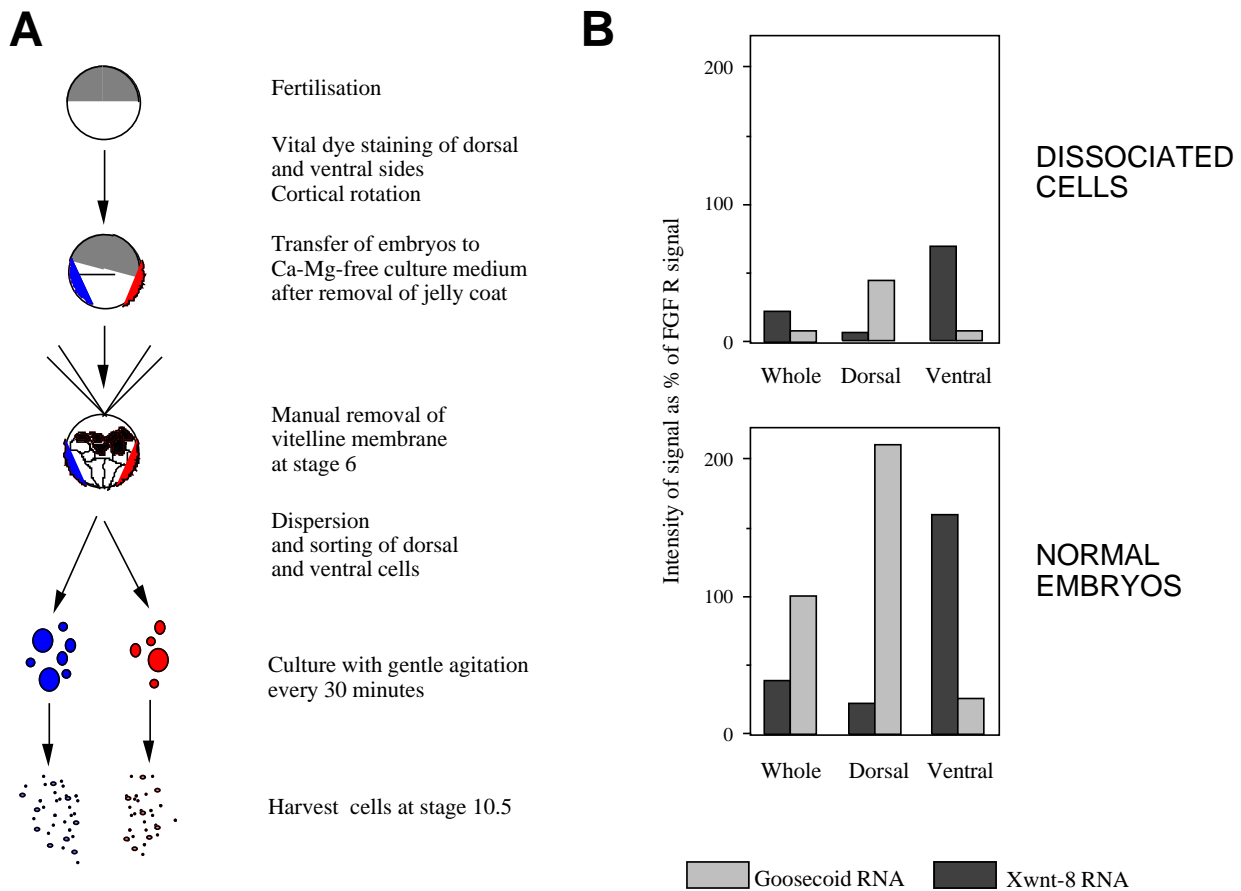 A
Fertilisation
Vital dye staining of dorsal
and ventral sides
Cortical rotation
Transfer of embryos to
Ca-Mg-free culture medium
after removal of jelly coat
Manual removal of
vitelline membrane
at stage 6
Dispersion
and sorting of dorsal
and ventral cells
Culture with gentle agitation
every 30 minutes
Harvest cells at stage 10.5
B
Intensity of signal as % of FGF R signal
200
100
0
Whole Dorsal Ventral
DISSOCIATED
CELLS
200
100
0
Whole Dorsal Ventral
NORMAL
EMBRYOS
Goosecoid RNA Xwnt-8 RNA